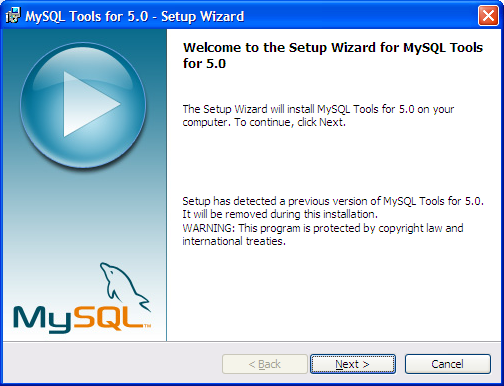 MySQL Tools for 5.0 - Setup Wizard
Welcome to the Setup Wizard for MySQL Tools
for 5.0
The Setup Wizard will install MySQL Tools for 5.0 on your
computer. To continue, click Next.
Setup has detected a previous version of MySQL Tools for 5.0.
It will be removed during this installation.
WARNING: This program is protected by copyright law and
international treaties.
MySQL™
< Back
Next >
Cancel